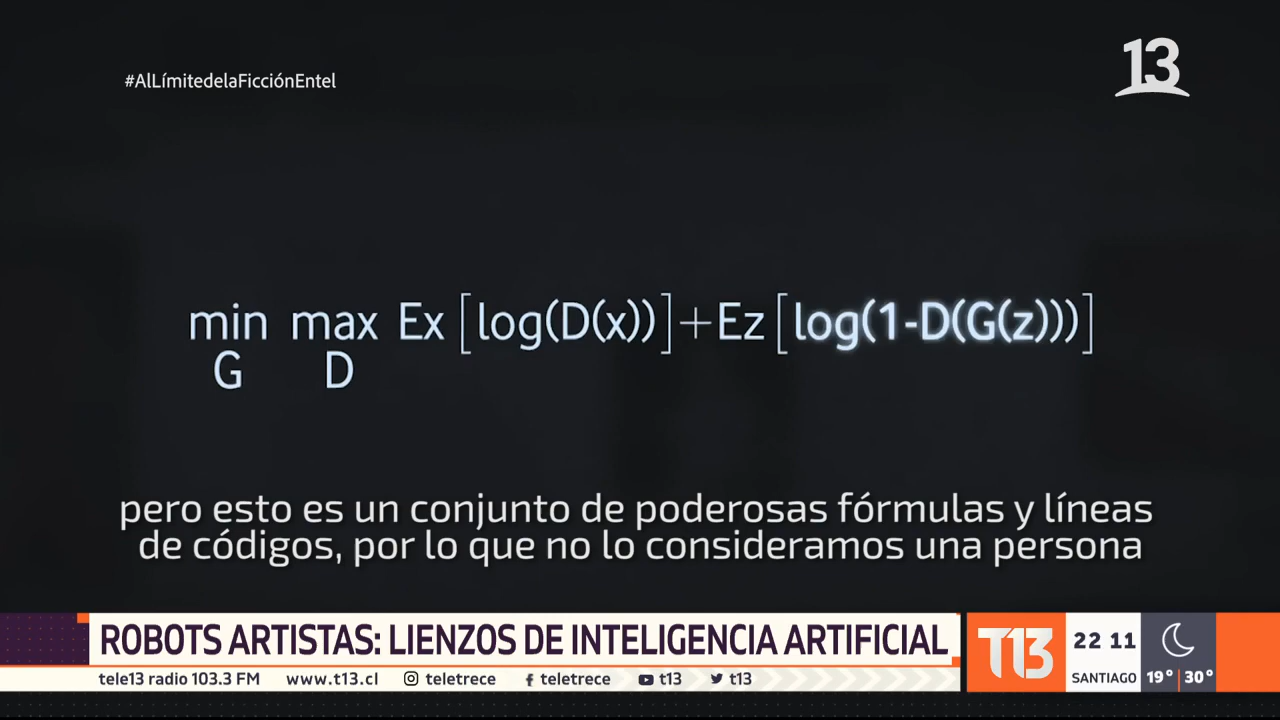 #AlLímitedelaFicciónEntel
13
min max Ex [log(D(x))]+Ez [log(1-D(G(z)))]
G D
pero esto es un conjunto de poderosas fórmulas y líneas
de códigos, por lo que no lo consideramos una persona
ROBOTS ARTISTAS: LIENZOS DE INTELIGENCIA ARTIFICIAL
tele13 radio 103.3 FM www.t13.cl teletrece teletrece t13 t13
T13
22 11
SANTIAGO
19° 30°